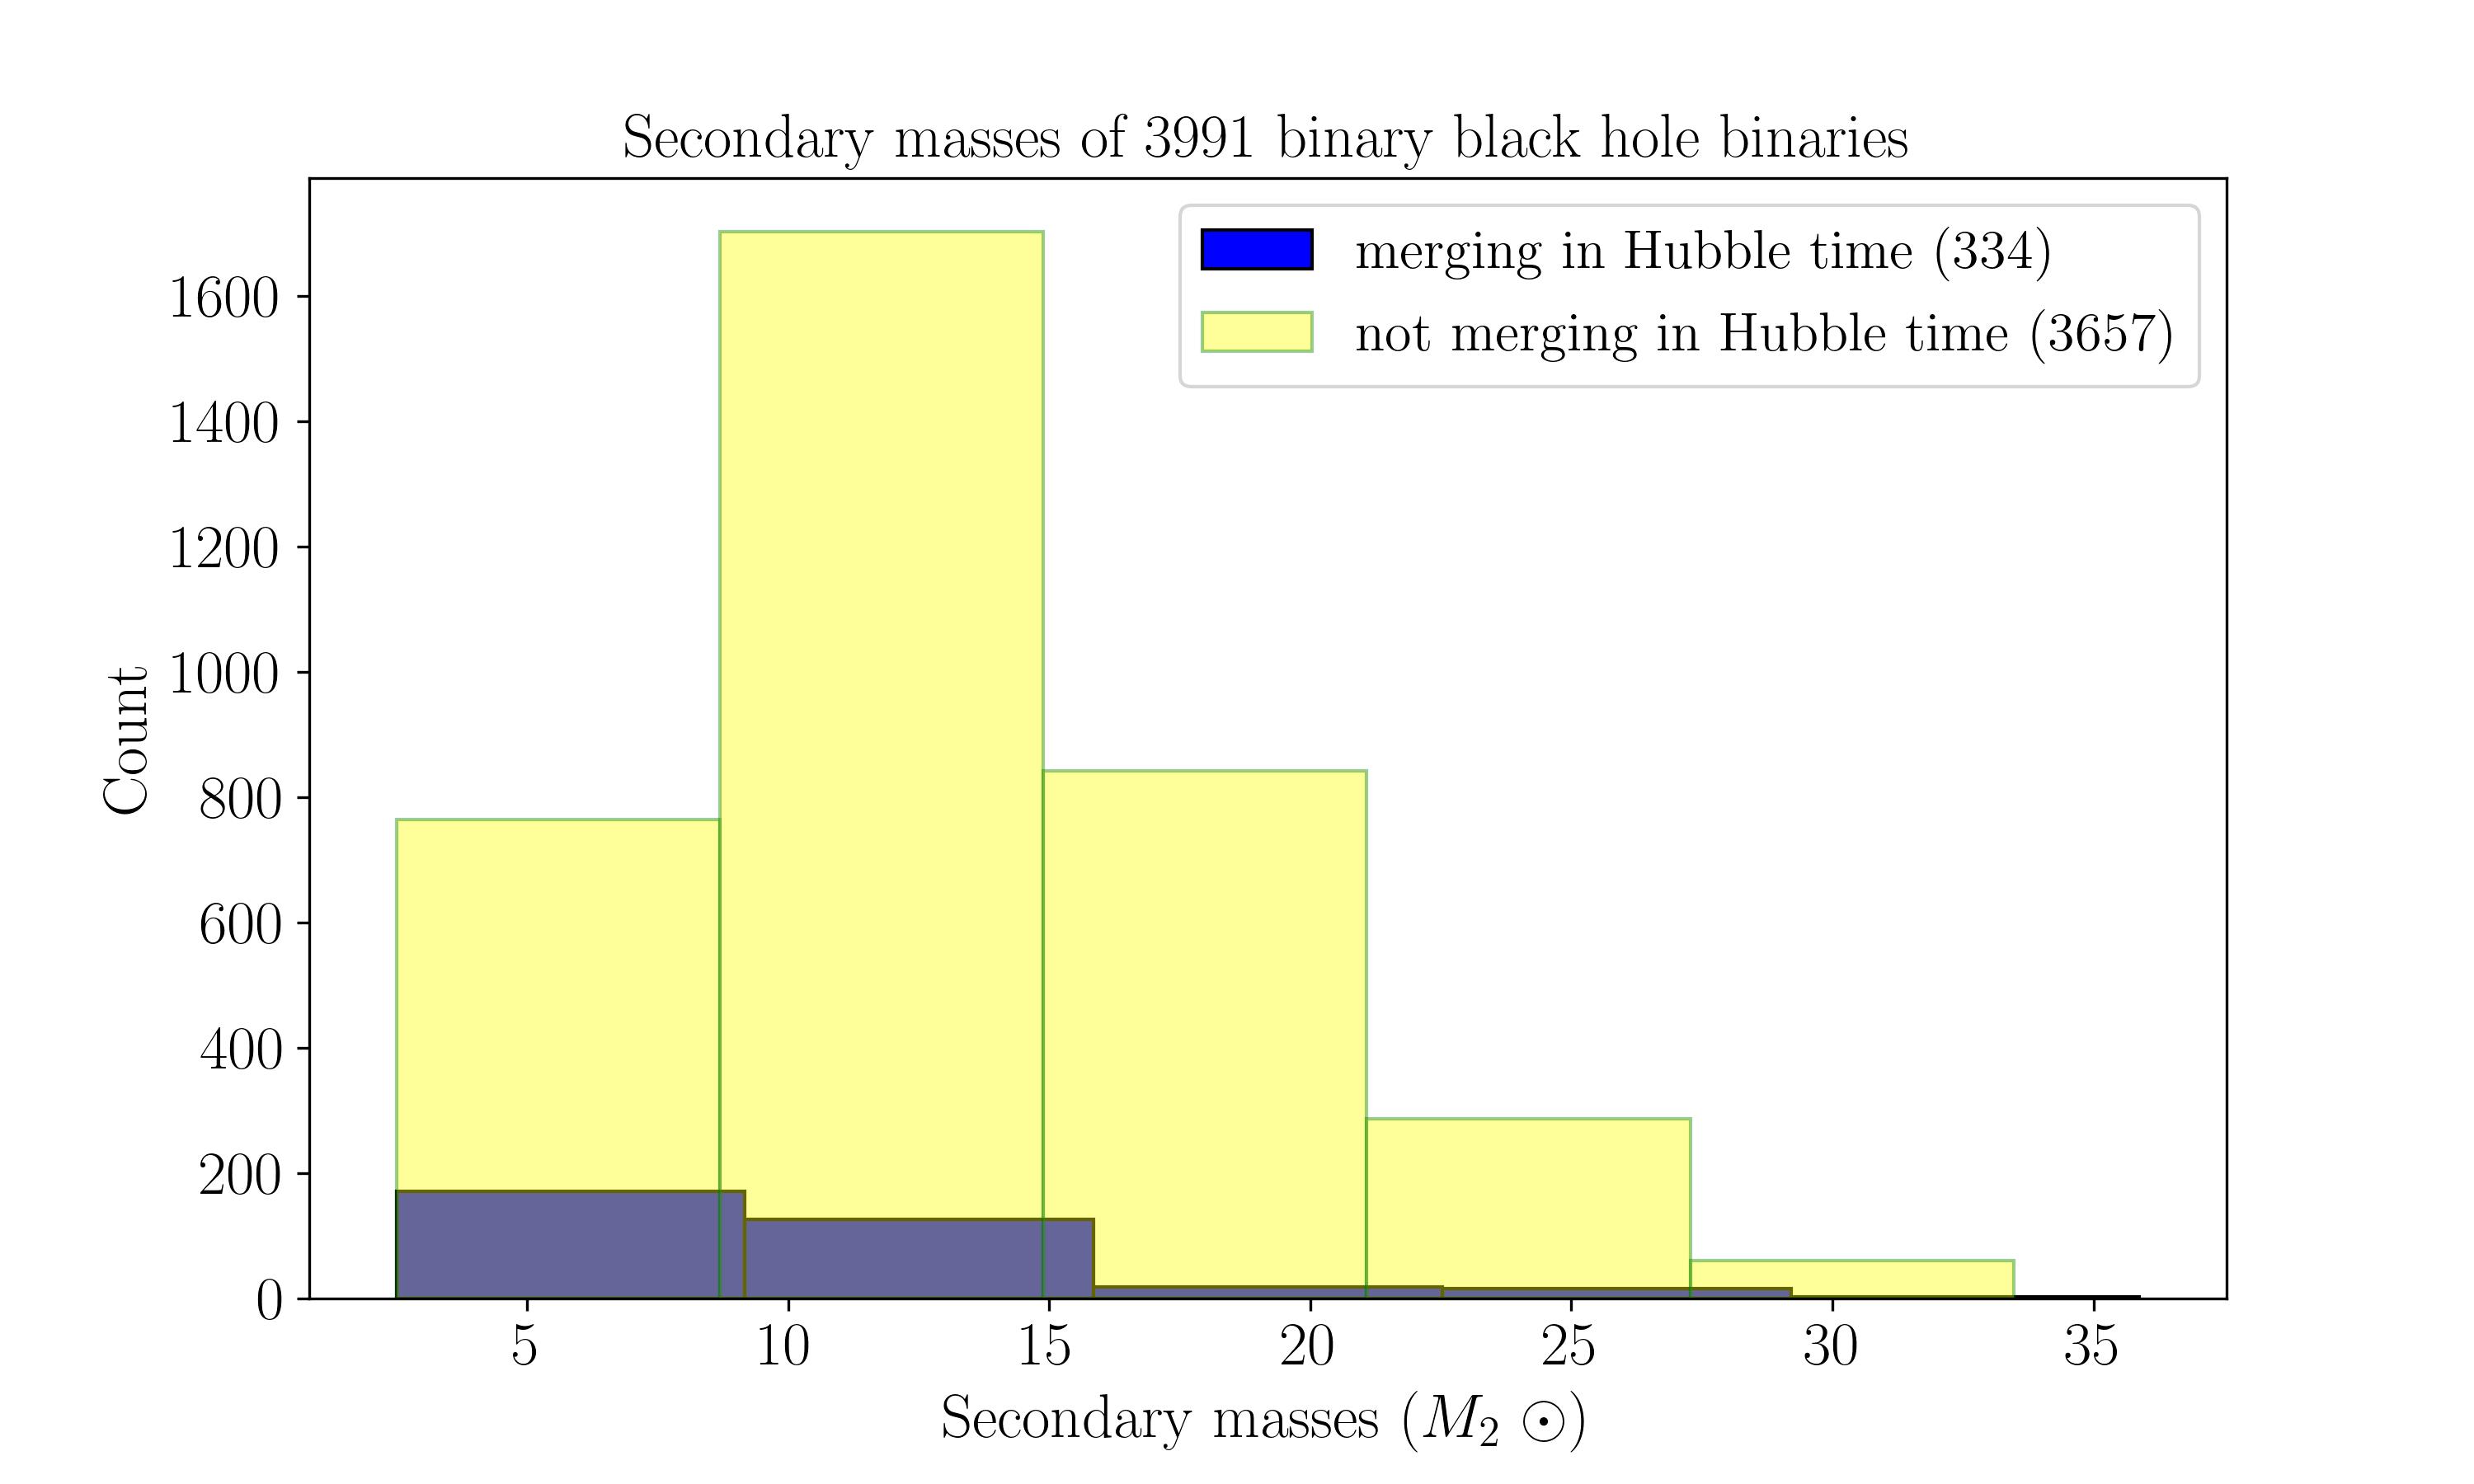 Secondary masses of 3991 binary black hole binaries
merging in Hubble time (334)
not merging in Hubble time (3657)
Count
1600
1400
1200
1000
800
600
400
200
0
5 10 15 20 25 30 35
Secondary masses (M₂ ⊙)